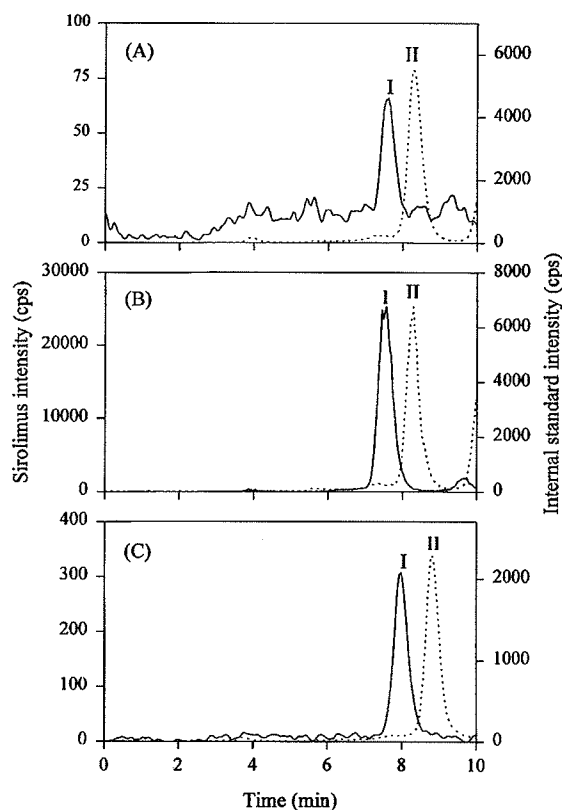 (A)
100
75
50
25
0
I
II
6000
4000
2000
0
(B)
30000
20000
10000
0
I
II
8000
6000
4000
2000
0
(C)
400
300
200
100
0
I
II
2000
1000
0
0 2 4 6 8 10
Time (min)
Sirolimus intensity (cps)
Internal standard intensity (cps)